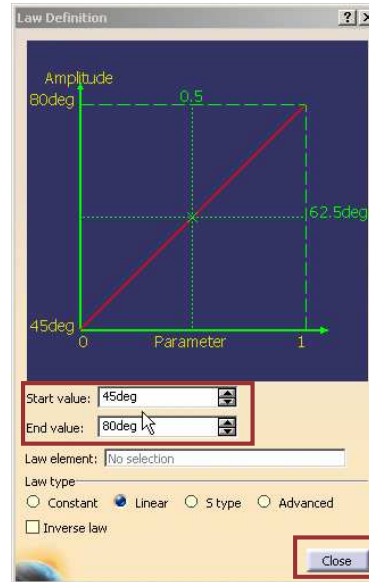 Law Definition
Amplitude
80deg
0.5
62.5deg
45deg
0 Parameter 1
Start value: 45deg
End value: 80deg
Law element: No selection
Law type
Constant Linear S type Advanced
Inverse law
Close